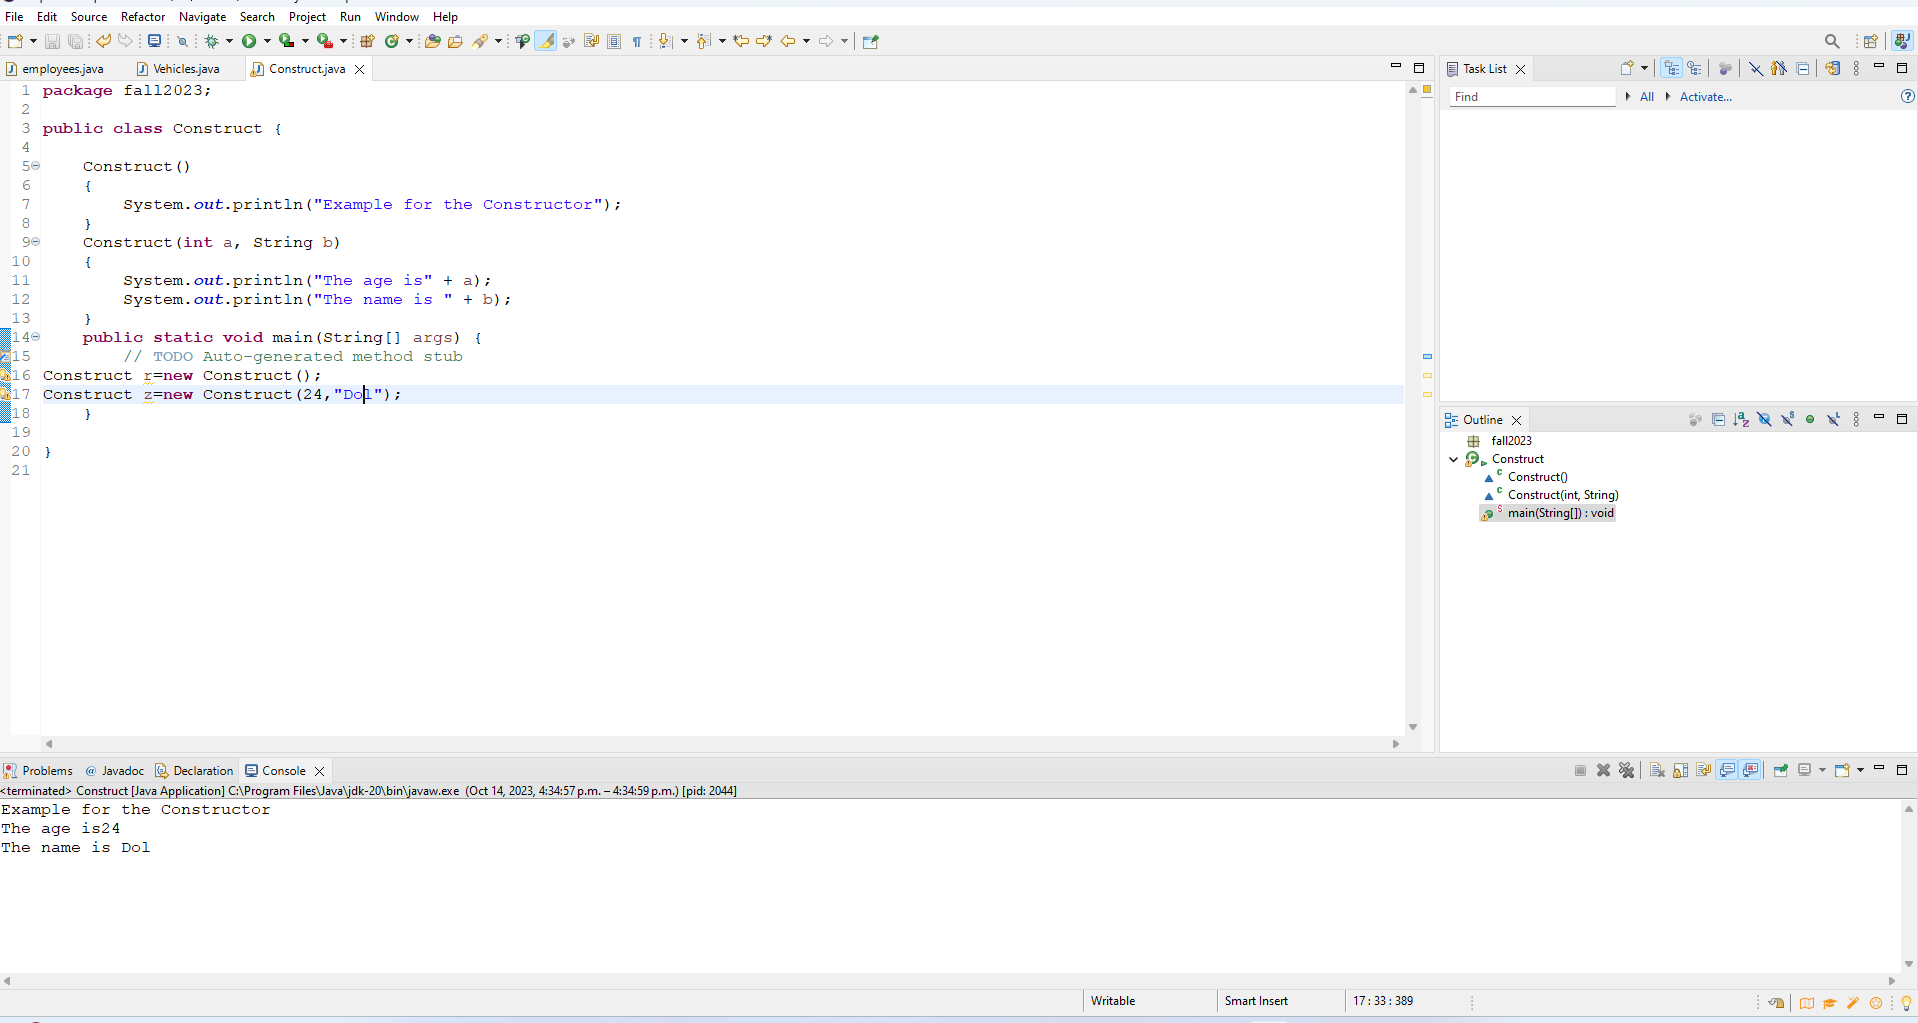 File Edit Source Refactor Navigate Search Project Run Window Help
employees.java Vehicles.java Construct.java
1 package fall2023;
2
3 public class Construct {
4
5 Construct()
6 {
7 System.out.println("Example for the Constructor");
8 }
9 Construct(int a, String b)
10 {
11 System.out.println("The age is" + a);
12 System.out.println("The name is " + b);
13 }
14 public static void main(String[] args) {
15 // TODO Auto-generated method stub
16 Construct r=new Construct();
17 Construct z=new Construct(24,"Dol");
18 }
19
20 }
21
Task List
Find All Activate...
Outline
fall2023
Construct
Construct()
Construct(int, String)
main(String[]) : void
Problems @ Javadoc Declaration Console
<terminated> Construct [Java Application] C:\Program Files\Java\jdk-20\bin\javaw.exe (Oct 14, 2023, 4:34:57 p.m. – 4:34:59 p.m.) [pid: 2044]
Example for the Constructor
The age is24
The name is Dol
Writable Smart Insert 17 : 33 : 389